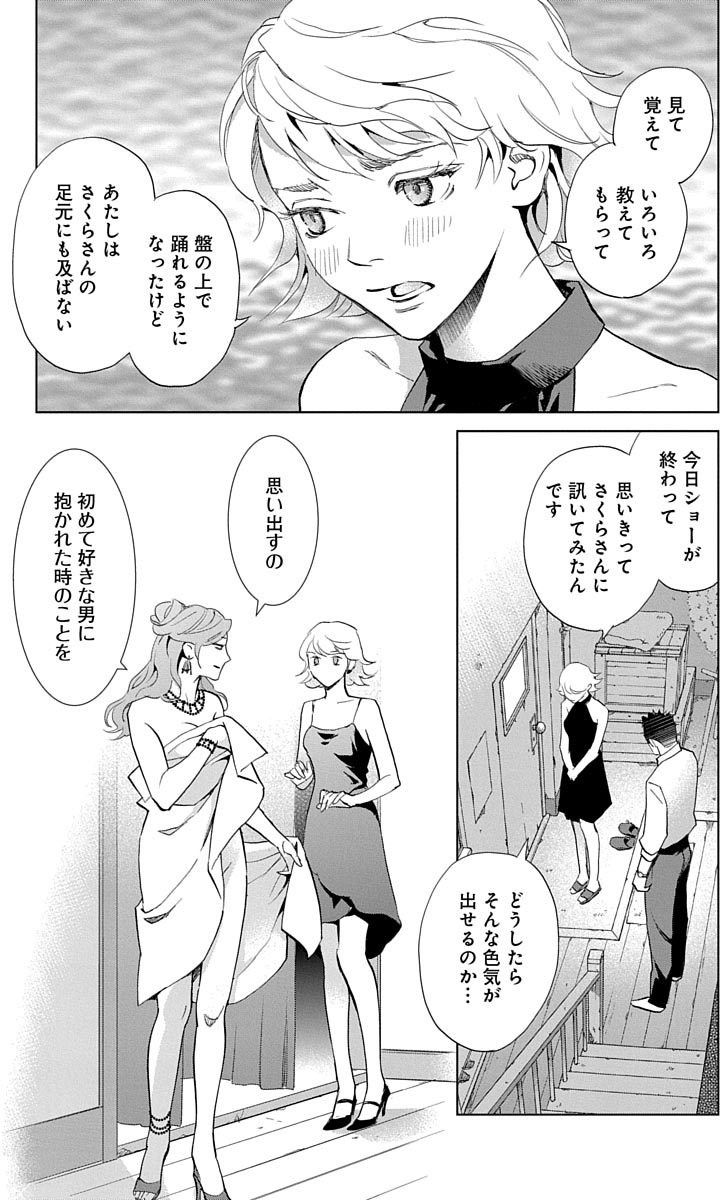 見て
覚えて
いろいろ
教えて
もらって
盤の上で
踊れるように
なったけど
あたしは
さくらさんの
足元にも及ばない
今日ショーが
終わって
思いきって
さくらさんに
訊いてみたん
です
どうしたら
そんな色気が
出せるのか…
思い出すの
初めて好きな男に
抱かれた時のことを